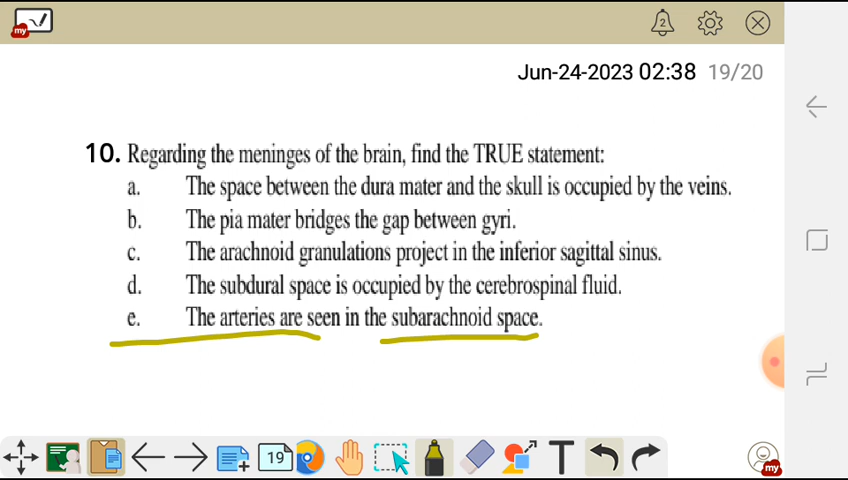 my
2
Jun-24-2023 02:38 19/20
10. Regarding the meninges of the brain, find the TRUE statement:
a. The space between the dura mater and the skull is occupied by the veins.
b. The pia mater bridges the gap between gyri.
c. The arachnoid granulations project in the inferior sagittal sinus.
d. The subdural space is occupied by the cerebrospinal fluid.
e. The arteries are seen in the subarachnoid space.
19 T my